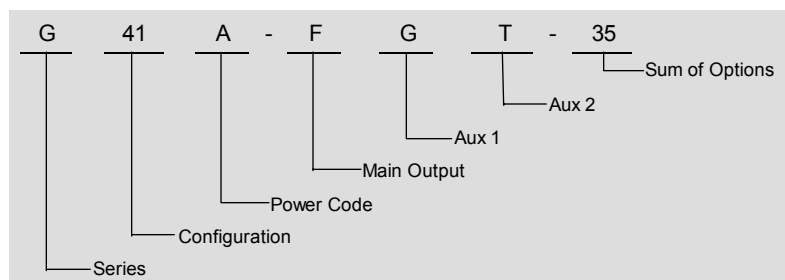 G 41 A - F G T - 35
Sum of Options
Aux 2
Aux 1
Main Output
Power Code
Configuration
Series